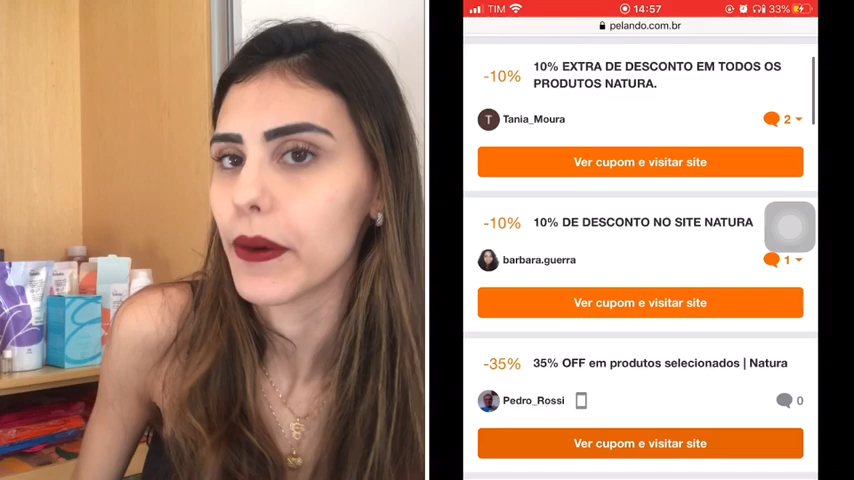 TIM
14:57
33%
pelando.com.br
-10%
10% EXTRA DE DESCONTO EM TODOS OS
PRODUTOS NATURA.
T
Tania_Moura
2
Ver cupom e visitar site
-10%
10% DE DESCONTO NO SITE NATURA
barbara.guerra
1
Ver cupom e visitar site
-35%
35% OFF em produtos selecionados | Natura
Pedro_Rossi
0
Ver cupom e visitar site